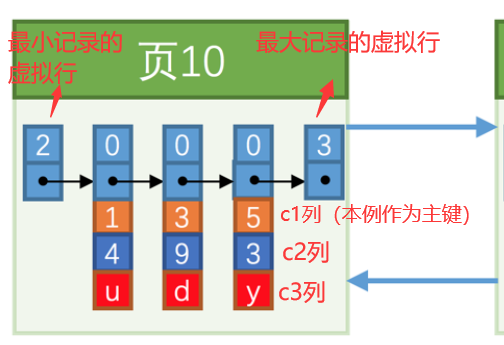 最小记录的
虚拟行
页10
最大记录的虚拟行
2 0 0 0 3
1 3 5 c1列（本例作为主键）
4 9 3 c2列
u d y c3列